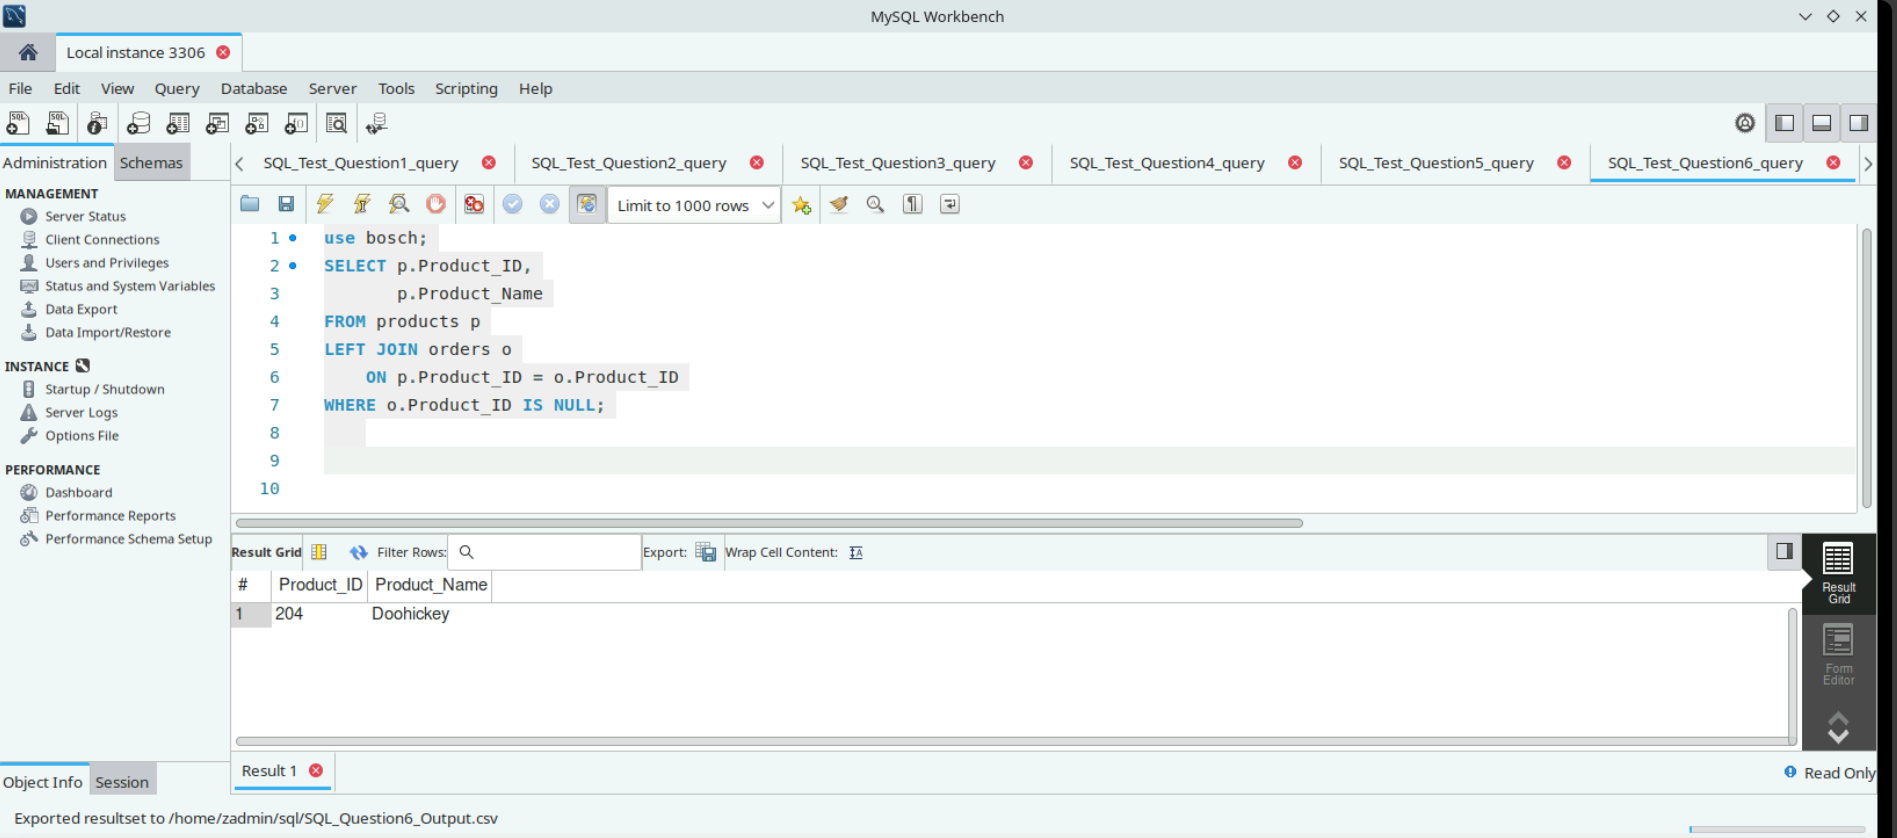 MySQL Workbench
Local instance 3306
File Edit View Query Database Server Tools Scripting Help
Administration Schemas
SQL_Test_Question1_query SQL_Test_Question2_query SQL_Test_Question3_query SQL_Test_Question4_query SQL_Test_Question5_query SQL_Test_Question6_query
MANAGEMENT
Server Status
Client Connections
Users and Privileges
Status and System Variables
Data Export
Data Import/Restore
INSTANCE
Startup / Shutdown
Server Logs
Options File
PERFORMANCE
Dashboard
Performance Reports
Performance Schema Setup
Object Info Session
Limit to 1000 rows
1 use bosch;
2 SELECT p.Product_ID,
3 p.Product_Name
4 FROM products p
5 LEFT JOIN orders o
6 ON p.Product_ID = o.Product_ID
7 WHERE o.Product_ID IS NULL;
8
9
10
Result Grid Filter Rows: Export: Wrap Cell Content:
# Product_ID Product_Name
1 204 Doohickey
Result
Grid
Form
Editor
Result 1
Read Only
Exported resultset to /home/zadmin/sql/SQL_Question6_Output.csv